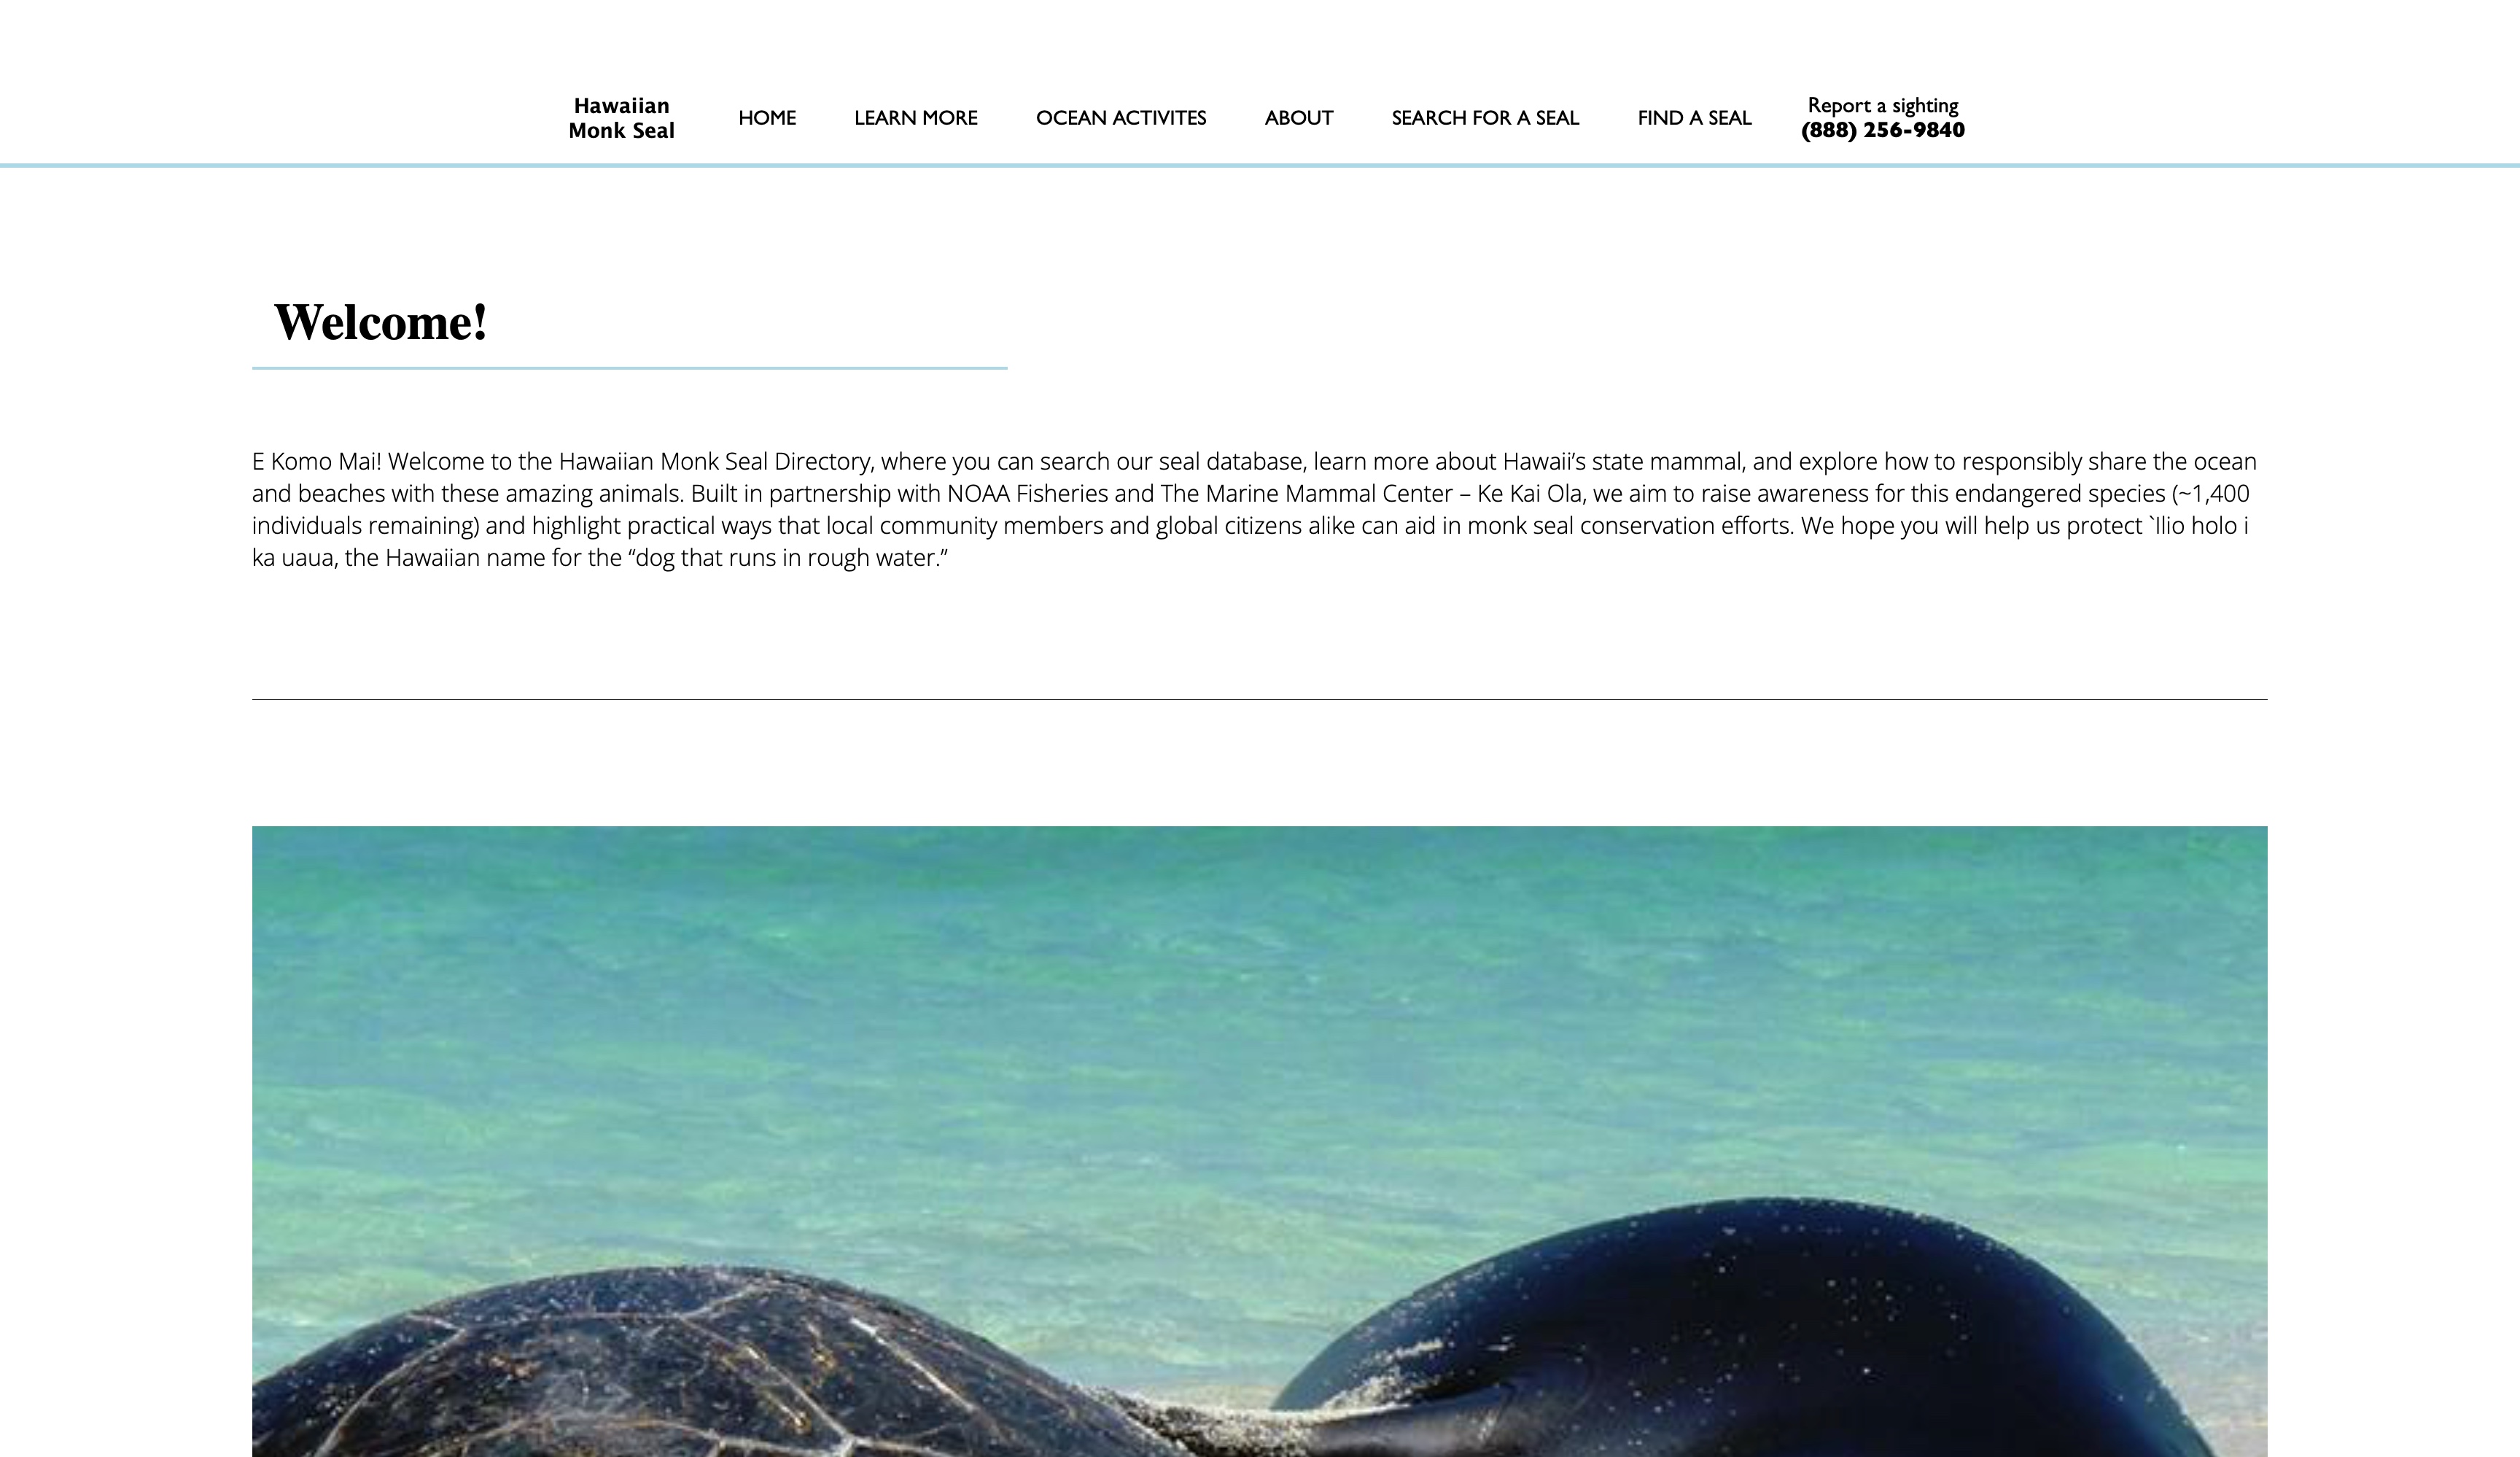 Hawaiian
Monk Seal
HOME
LEARN MORE
OCEAN ACTIVITES
ABOUT
SEARCH FOR A SEAL
FIND A SEAL
Report a sighting
(888) 256-9840
Welcome!
E Komo Mai! Welcome to the Hawaiian Monk Seal Directory, where you can search our seal database, learn more about Hawaii’s state mammal, and explore how to responsibly share the ocean
and beaches with these amazing animals. Built in partnership with NOAA Fisheries and The Marine Mammal Center – Ke Kai Ola, we aim to raise awareness for this endangered species (~1,400
individuals remaining) and highlight practical ways that local community members and global citizens alike can aid in monk seal conservation efforts. We hope you will help us protect `Ilio holo i
ka uaua, the Hawaiian name for the “dog that runs in rough water.”